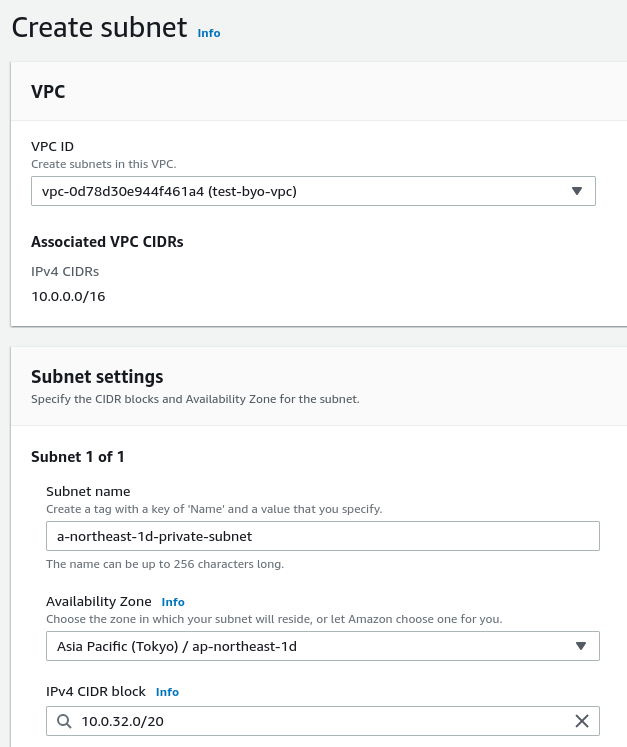 Create subnet Info
VPC
VPC ID
Create subnets in this VPC.
vpc-0d78d30e944f461a4 (test-byo-vpc)
Associated VPC CIDRs
IPv4 CIDRs
10.0.0.0/16
Subnet settings
Specify the CIDR blocks and Availability Zone for the subnet.
Subnet 1 of 1
Subnet name
Create a tag with a key of 'Name' and a value that you specify.
a-northeast-1d-private-subnet
The name can be up to 256 characters long.
Availability Zone Info
Choose the zone in which your subnet will reside, or let Amazon choose one for you.
Asia Pacific (Tokyo) / ap-northeast-1d
IPv4 CIDR block Info
10.0.32.0/20